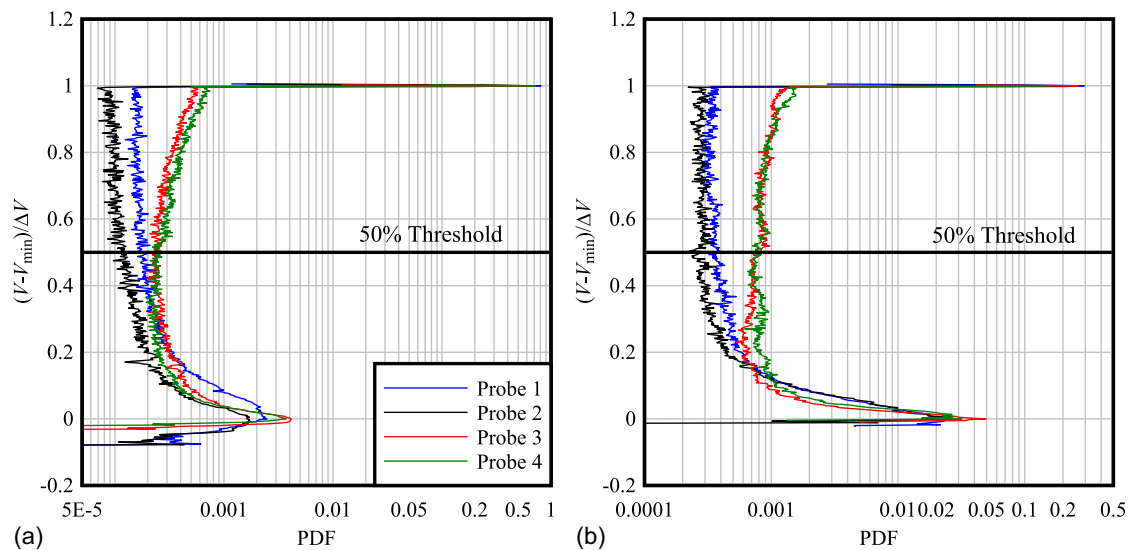 1.2
1
0.8
0.6
0.4
0.2
0
-0.2
(V-Vmin)/ΔV
50% Threshold
Probe 1
Probe 2
Probe 3
Probe 4
5E-5 0.001 0.01 0.05 0.2 0.5 1
(a) PDF
1.2
1
0.8
0.6
0.4
0.2
0
-0.2
(V-Vmin)/ΔV
50% Threshold
0.0001 0.001 0.01 0.02 0.05 0.1 0.2 0.5
(b) PDF